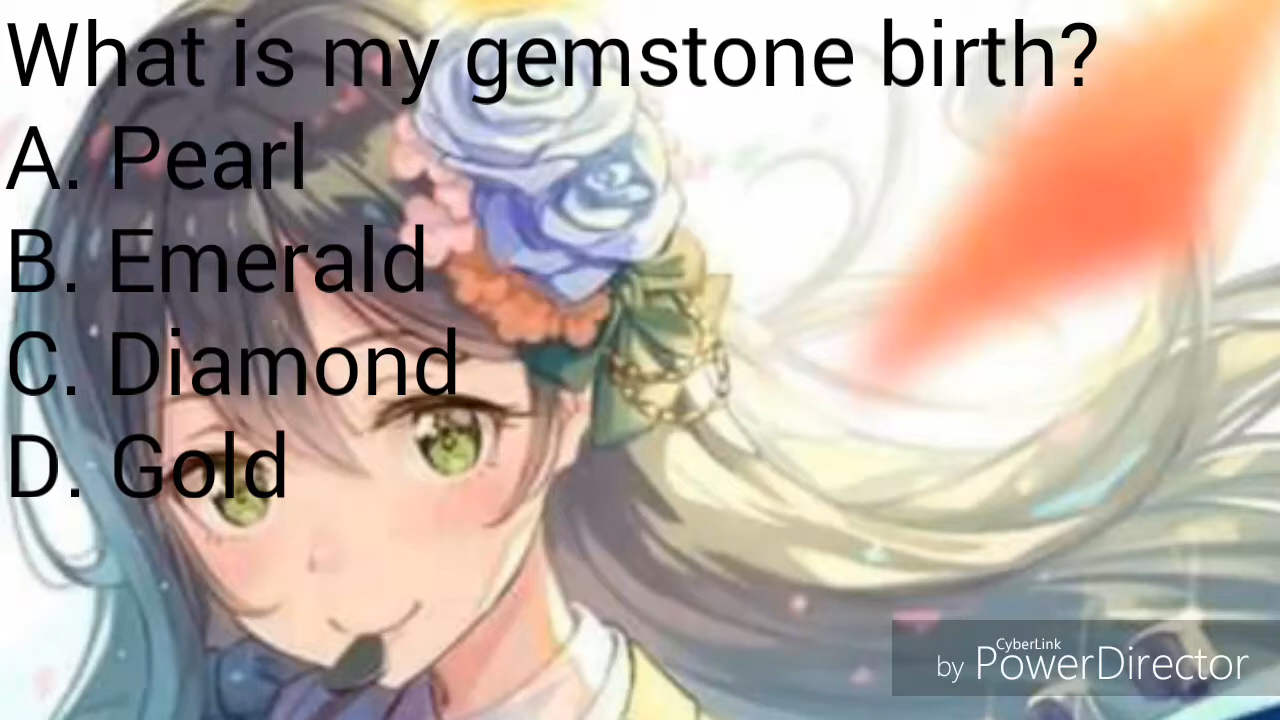 What is my gemstone birth?
A. Pearl
B. Emerald
C. Diamond
D. Gold
CyberLink
by PowerDirector